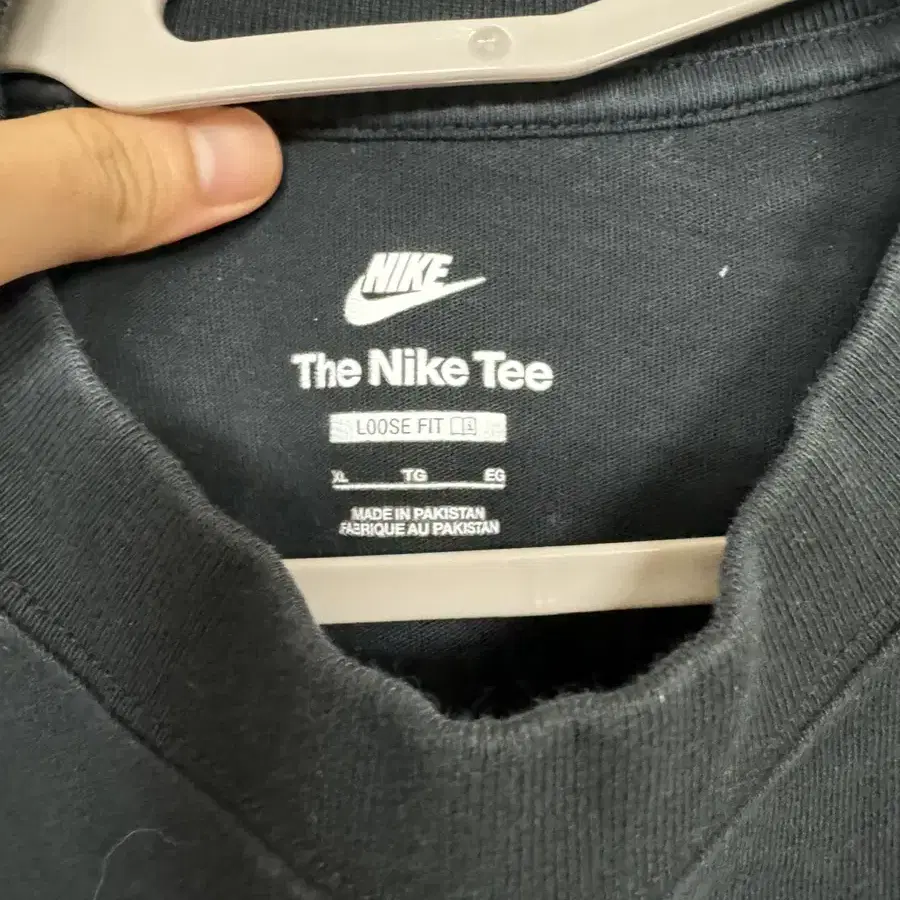 NIKE
The Nike Tee
LOOSE FIT
XL TG EG
MADE IN PAKISTAN
FABRIQUE AU PAKISTAN